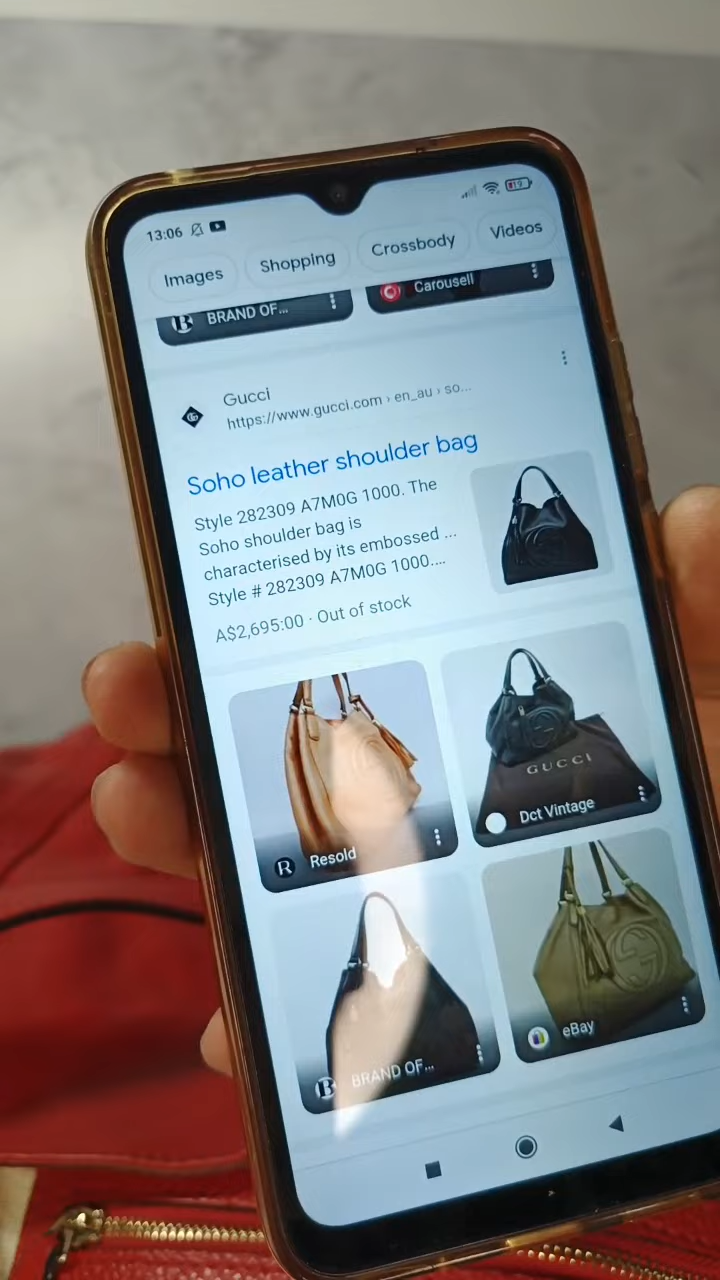 13:06
19
Images
Shopping
Crossbody
Videos
BRAND OF...
Carousell
Gucci
https://www.gucci.com › en_au › so...
Soho leather shoulder bag
Style 282309 A7M0G 1000. The
Soho shoulder bag is
characterised by its embossed ...
Style # 282309 A7M0G 1000....
A$2,695:00 · Out of stock
GUCCI
R Resold
Dct Vintage
B BRAND OF...
eBay